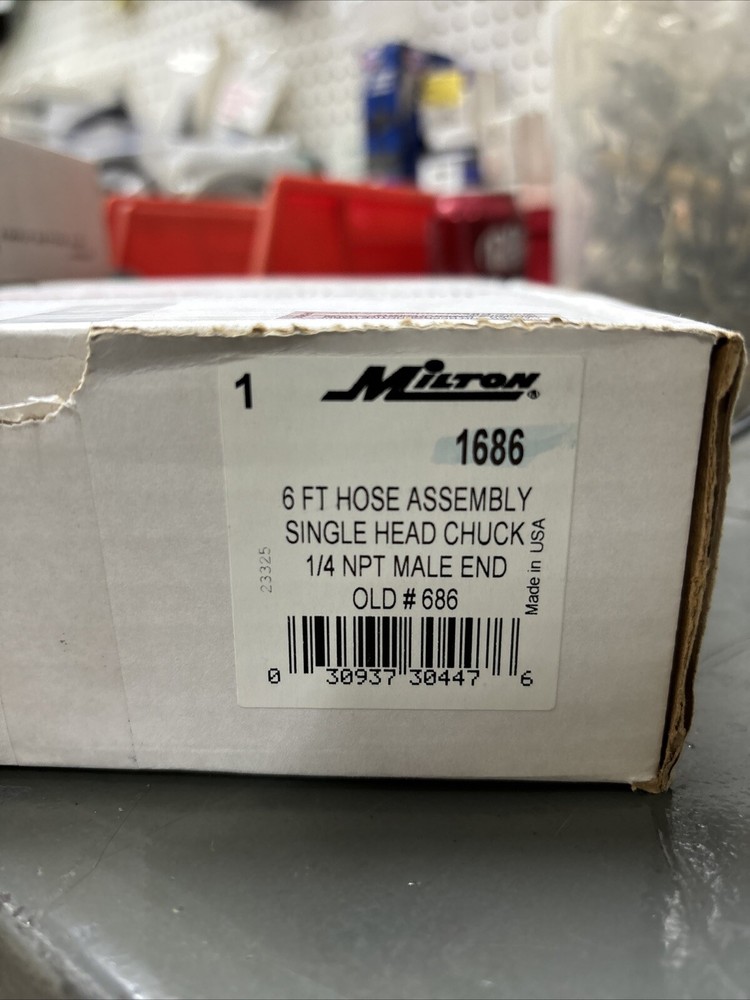 1
MILTON®
1686
6 FT HOSE ASSEMBLY
SINGLE HEAD CHUCK
1/4 NPT MALE END
OLD # 686
23325
Made in USA
0 30937 30447 6